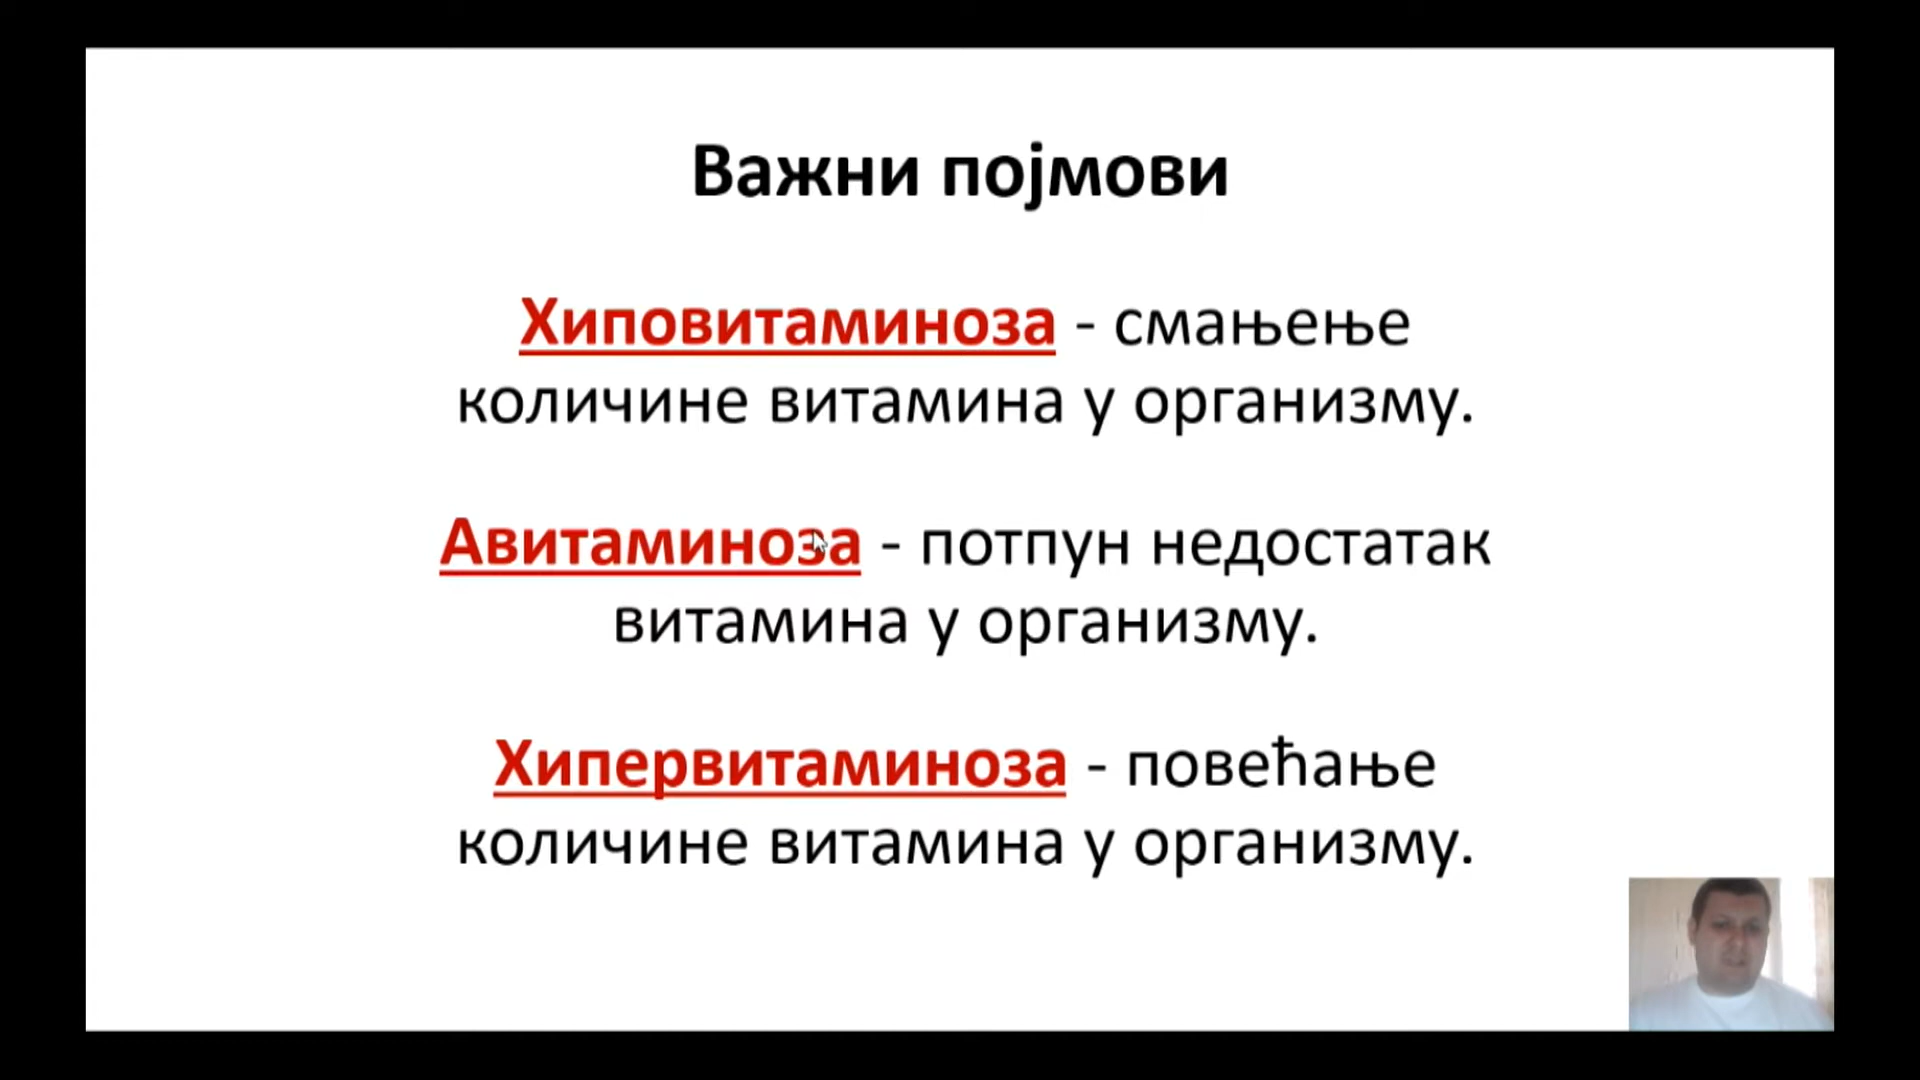 Важни појмови
Хиповитаминоза - смањење
количине витамина у организму.
Авитаминоза - потпун недостатак
витамина у организму.
Хипервитаминоза - повећање
количине витамина у организму.